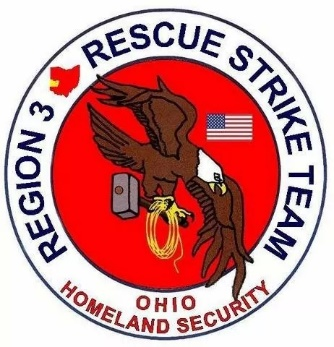 REGION 3 RESCUE STRIKE TEAM
OHIO
HOMELAND SECURITY